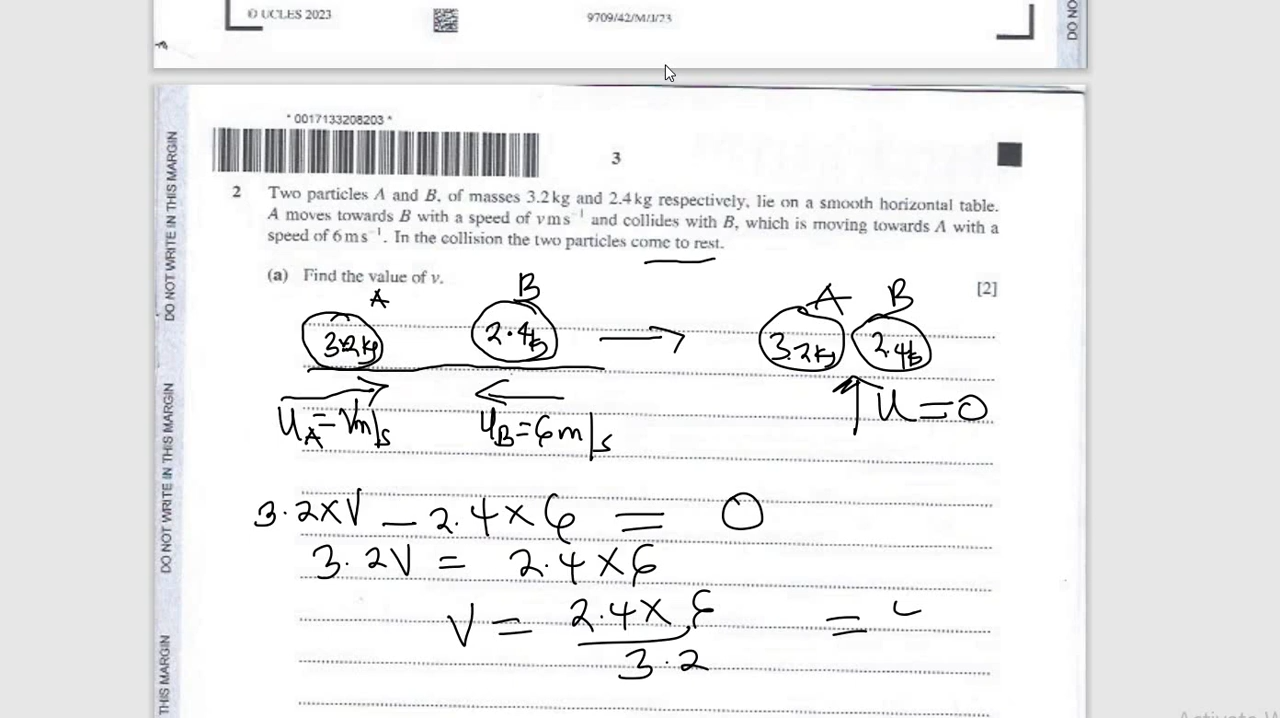 © UCLES 2023
9709/42/M/J/23
DO NO
* 0017133208203 *
3
DO NOT WRITE IN THIS MARGIN
DO NOT WRITE IN THIS MARGIN
THIS MARGIN
2 Two particles A and B, of masses 3.2 kg and 2.4 kg respectively, lie on a smooth horizontal table.
A moves towards B with a speed of v m s⁻¹ and collides with B, which is moving towards A with a
speed of 6 m s⁻¹. In the collision the two particles come to rest.
(a) Find the value of v. [2]
A B A B
3.2kg 2.4kg → 3.2kg 2.4kg
U_A = Vm/s U_B = 6m/s U = 0
3.2×V − 2.4×6 = 0
3.2V = 2.4×6
V = 2.4×6 / 3.2 =